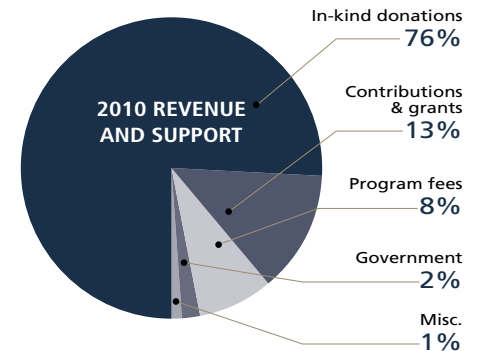 2010 REVENUE
AND SUPPORT
In-kind donations
76%
Contributions
& grants
13%
Program fees
8%
Government
2%
Misc.
1%